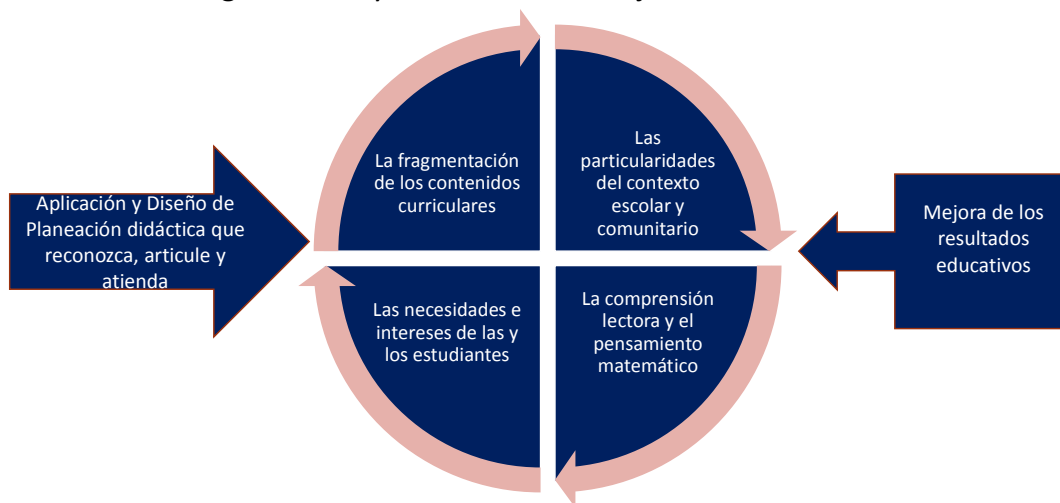 La fragmentación
de los contenidos
curriculares
Las
particularidades
del contexto
escolar y
comunitario
Aplicación y Diseño de
Planeación didáctica que
reconozca, articule y
atienda
Mejora de los
resultados
educativos
Las necesidades e
intereses de las y
los estudiantes
La comprensión
lectora y el
pensamiento
matemático